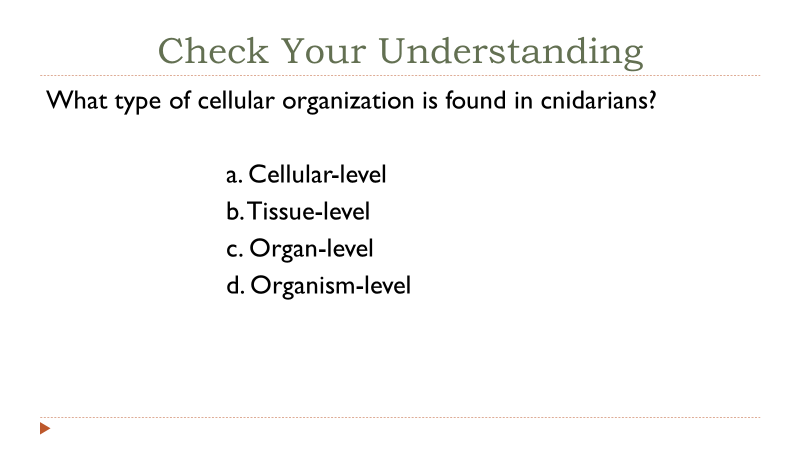 Check Your Understanding
What type of cellular organization is found in cnidarians?
a. Cellular-level
b. Tissue-level
c. Organ-level
d. Organism-level